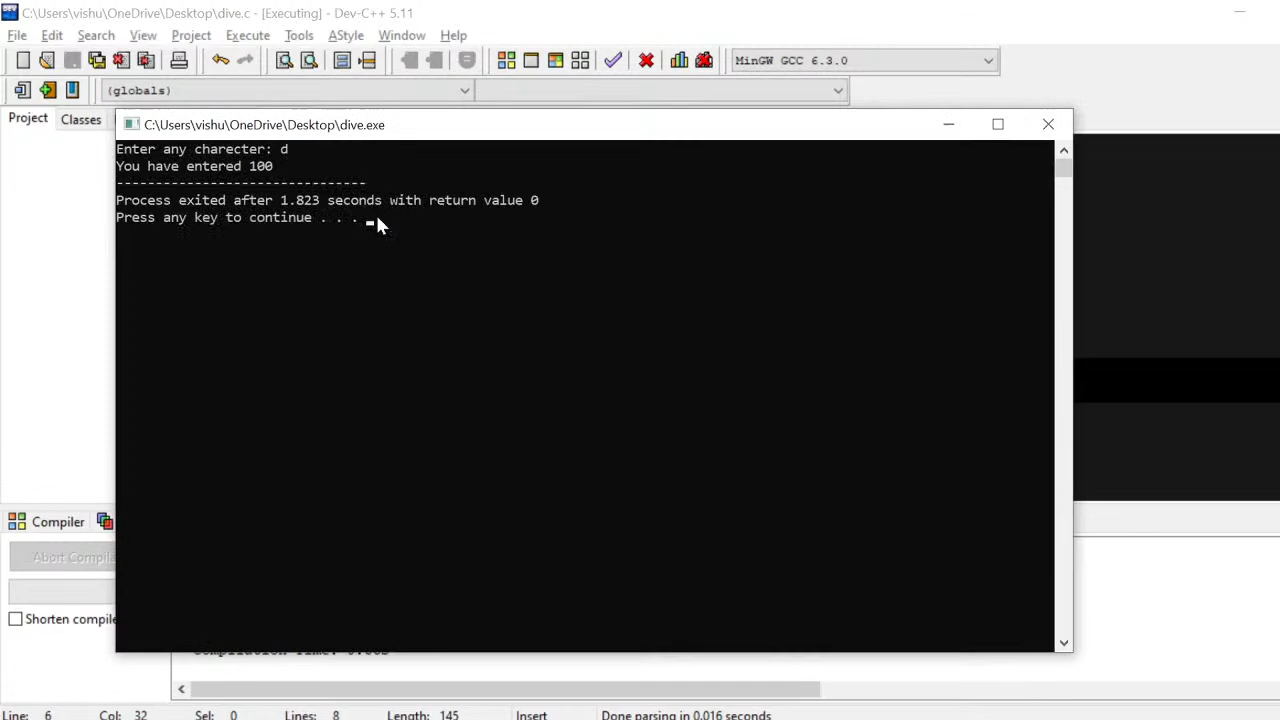 C:\Users\vishu\OneDrive\Desktop\dive.c - [Executing] - Dev-C++ 5.11
File Edit Search View Project Execute Tools AStyle Window Help
MinGW GCC 6.3.0
(globals)
Project Classes
C:\Users\vishu\OneDrive\Desktop\dive.exe
Enter any charecter: d
You have entered 100
--------------------------------
Process exited after 1.823 seconds with return value 0
Press any key to continue . . .
Compiler
Abort Compila
Shorten compile
Line: 6 Col: 32 Sel: 0 Lines: 8 Length: 145 Insert Done parsing in 0.016 seconds